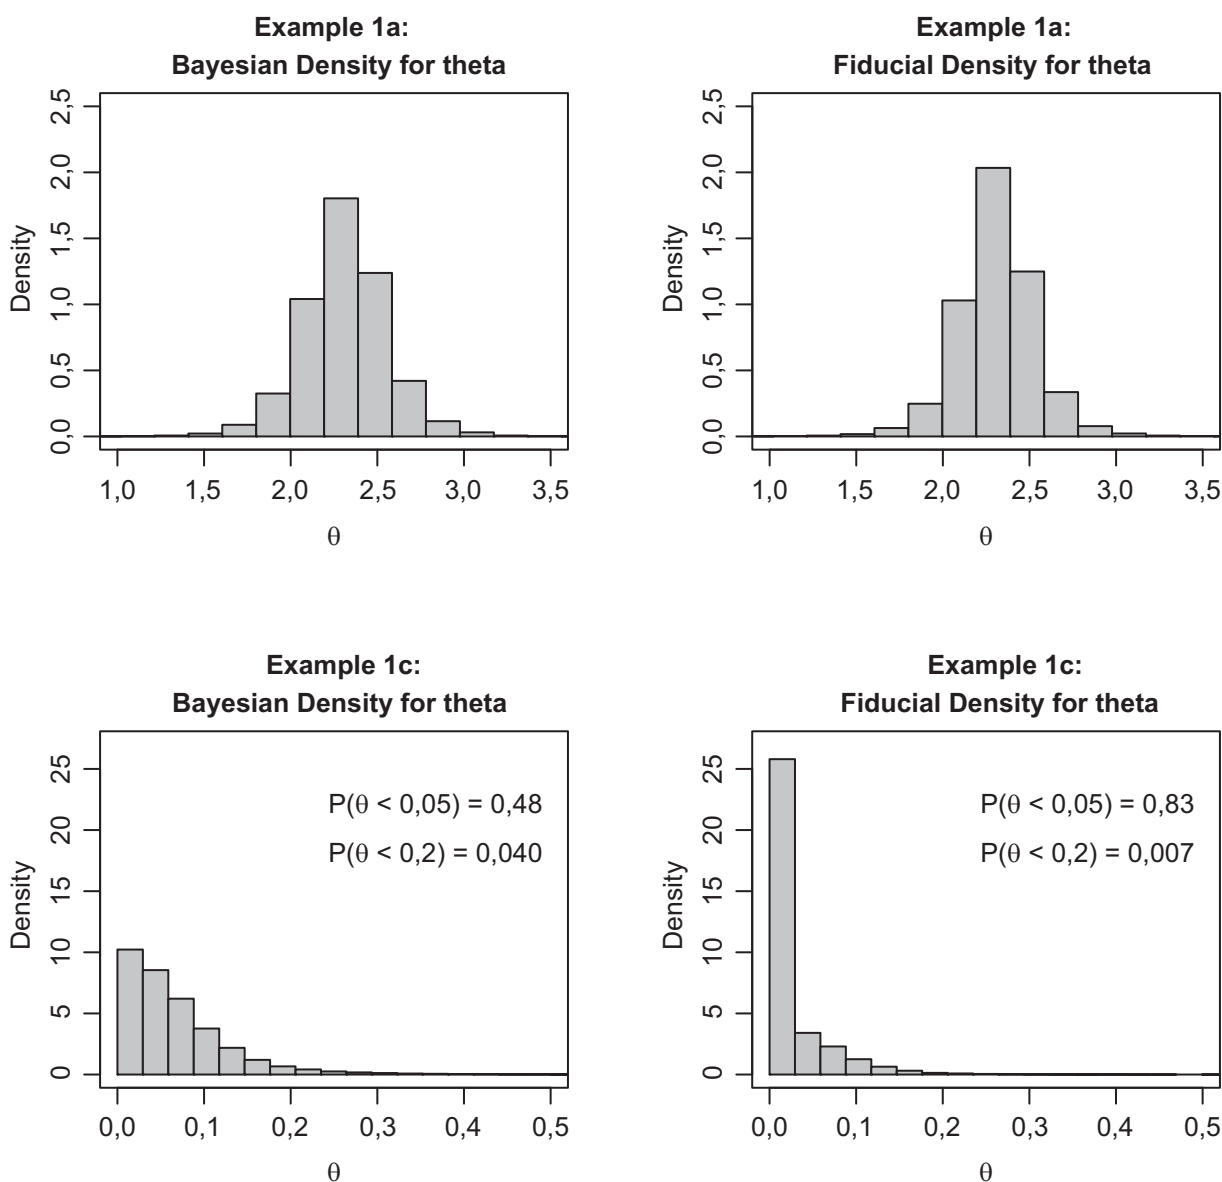 Example 1a:
Bayesian Density for theta
Density
0,0 0,5 1,0 1,5 2,0 2,5
1,0 1,5 2,0 2,5 3,0 3,5
θ
Example 1a:
Fiducial Density for theta
Density
0,0 0,5 1,0 1,5 2,0 2,5
1,0 1,5 2,0 2,5 3,0 3,5
θ
Example 1c:
Bayesian Density for theta
P(θ < 0,05) = 0,48
P(θ < 0,2) = 0,040
Density
0 5 10 15 20 25
0,0 0,1 0,2 0,3 0,4 0,5
θ
Example 1c:
Fiducial Density for theta
P(θ < 0,05) = 0,83
P(θ < 0,2) = 0,007
Density
0 5 10 15 20 25
0,0 0,1 0,2 0,3 0,4 0,5
θ